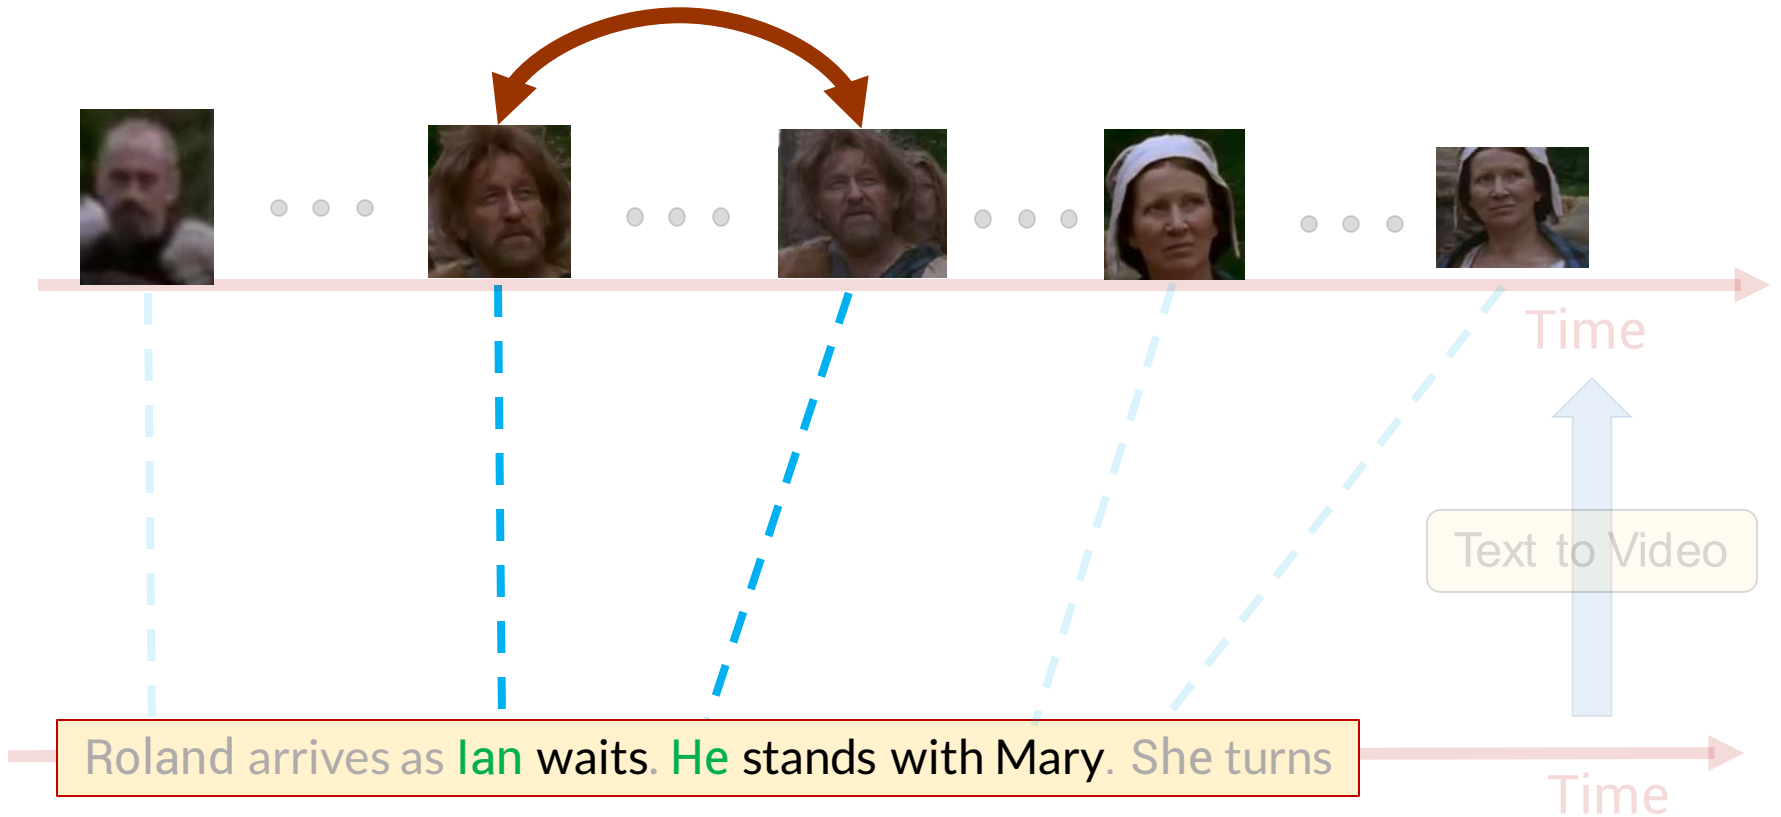 Time
Text to Video
Roland arrives as Ian waits. He stands with Mary. She turns
Time